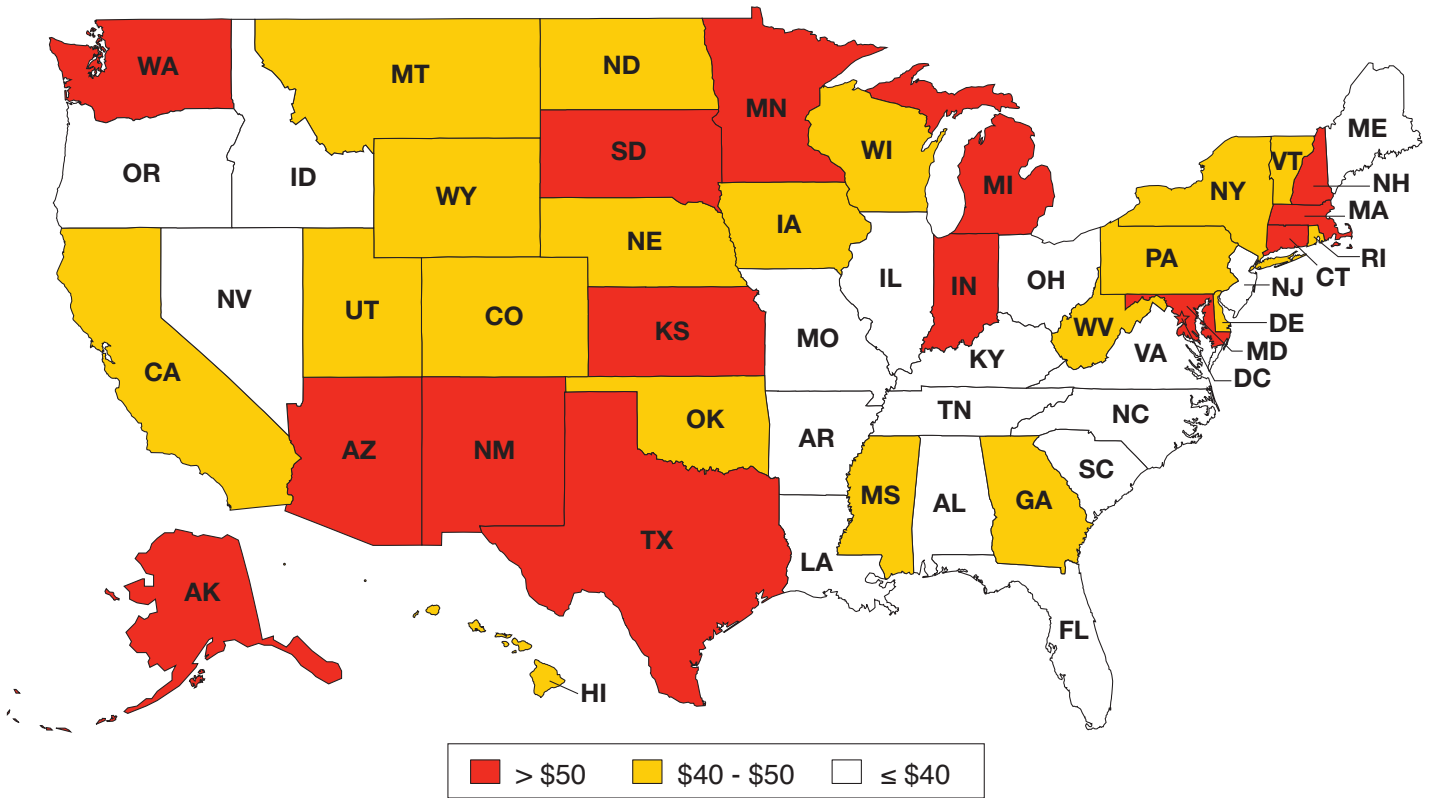 WA
MT
ND
MN
ME
OR
ID
SD
WI
VT
NH
WY
MI
NY
MA
IA
NE
RI
PA
CT
NV
UT
CO
IL
IN
OH
NJ
KS
WV
DE
CA
MO
KY
VA
MD
DC
OK
TN
NC
AZ
NM
AR
SC
MS
AL
GA
TX
LA
AK
FL
HI
> $50
$40 - $50
≤ $40